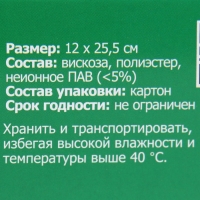 Размер: 12 x 25,5 см
Состав: вискоза, полиэстер,
неионное ПАВ (<5%)
Состав упаковки: картон
Срок годности: не ограничен
Хранить и транспортировать,
избегая высокой влажности и
температуры выше 40 °С.